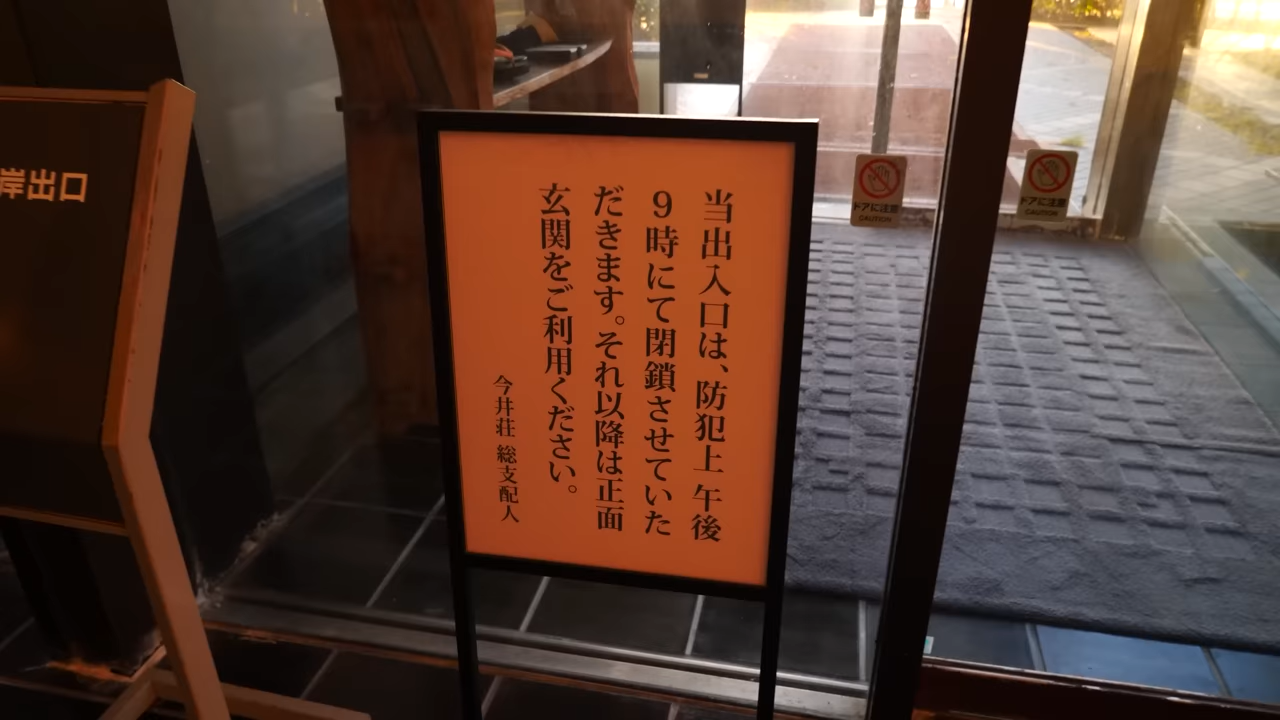 当出入口は、防犯上 午後
9時にて閉鎖させていた
だきます。それ以降は正面
玄関をご利用ください。
今井荘 総支配人
岸出口
ドアに注意
CAUTION
ドアに注意
CAUTION